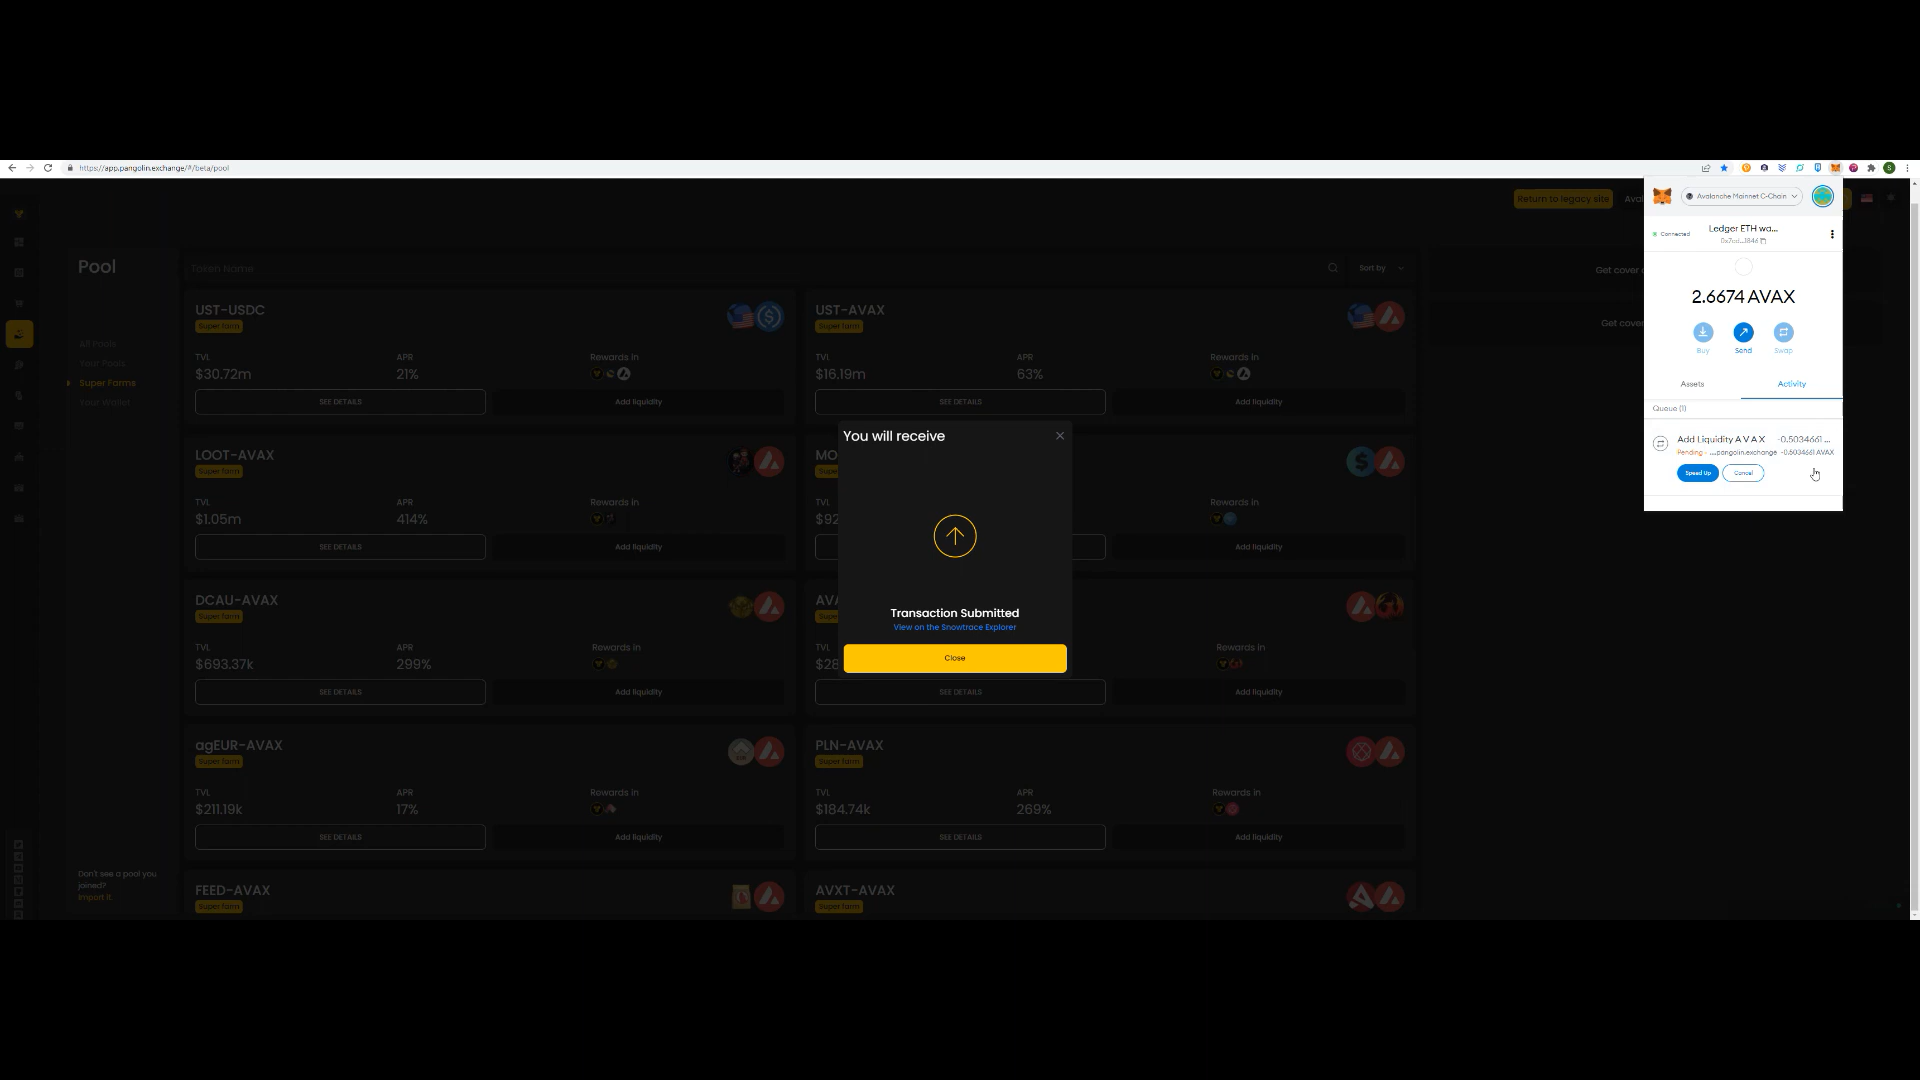 https://app.pangolin.exchange/#/beta/pool
Return to legacy site
Pool
Token Name
Sort by
All Pools
Your Pools
Super Farms
Your Wallet
UST-USDC
Super farm
TVL
APR
Rewards in
$30.72m
21%
SEE DETAILS
Add liquidity
UST-AVAX
Super farm
TVL
APR
Rewards in
$16.19m
63%
SEE DETAILS
Add liquidity
LOOT-AVAX
Super farm
TVL
APR
Rewards in
$1.05m
414%
SEE DETAILS
Add liquidity
Rewards in
Add liquidity
DCAU-AVAX
Super farm
TVL
APR
Rewards in
$693.37k
299%
SEE DETAILS
Add liquidity
Rewards in
SEE DETAILS
Add liquidity
agEUR-AVAX
Super farm
TVL
APR
Rewards in
$211.19k
17%
SEE DETAILS
Add liquidity
PLN-AVAX
Super farm
TVL
APR
Rewards in
$184.74k
269%
SEE DETAILS
Add liquidity
FEED-AVAX
Super farm
AVXT-AVAX
Super farm
Don't see a pool you
joined?
Import it
You will receive
Transaction Submitted
View on the Snowtrace Explorer
Close
Get cover
Get cover
Avalanche Mainnet C-Chain
Connected
Ledger ETH wa...
2.6674 AVAX
Buy
Send
Swap
Assets
Activity
Queue (1)
Add Liquidity A V A X
-0.5034661 ...
Pending - ...pangolin.exchange
-0.5034661 AVAX
Speed Up
Cancel